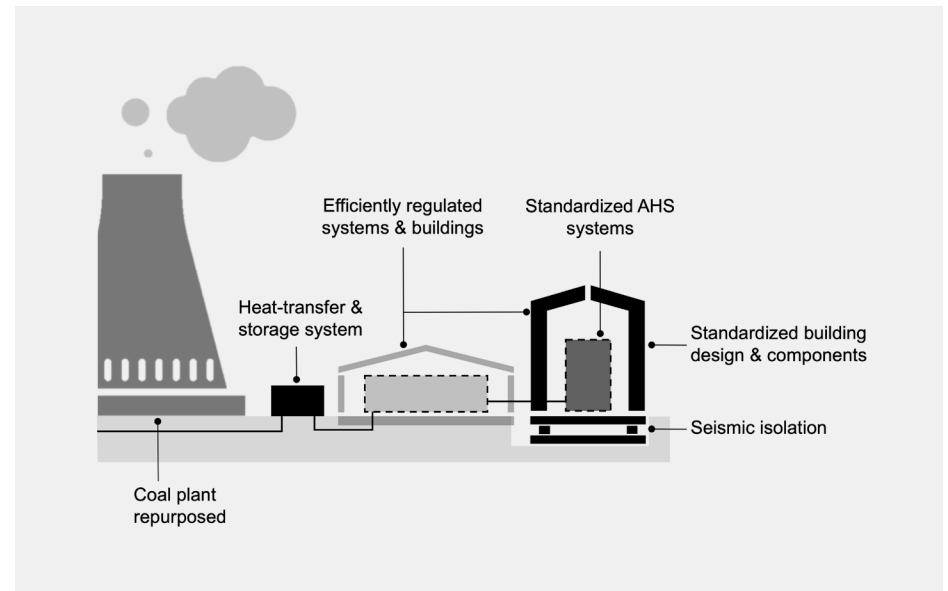 Efficiently regulated
systems & buildings
Standardized AHS
systems
Heat-transfer &
storage system
Standardized building
design & components
Seismic isolation
Coal plant
repurposed